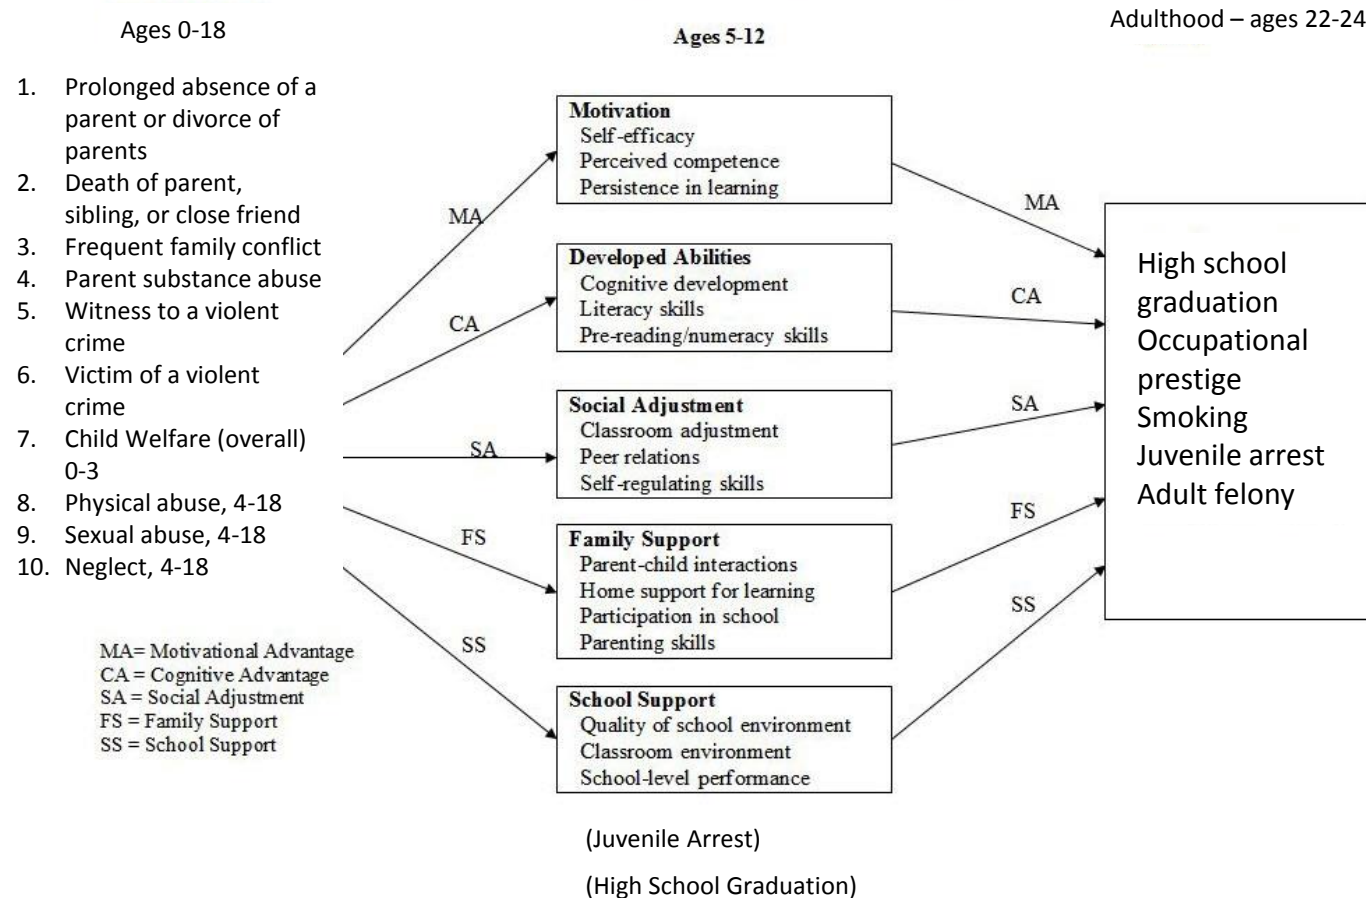 Ages 0-18
1. Prolonged absence of a
parent or divorce of
parents
2. Death of parent,
sibling, or close friend
3. Frequent family conflict
4. Parent substance abuse
5. Witness to a violent
crime
6. Victim of a violent
crime
7. Child Welfare (overall)
0-3
8. Physical abuse, 4-18
9. Sexual abuse, 4-18
10. Neglect, 4-18
MA= Motivational Advantage
CA = Cognitive Advantage
SA = Social Adjustment
FS = Family Support
SS = School Support
MA
CA
SA
FS
SS
Ages 5-12
Motivation
Self-efficacy
Perceived competence
Persistence in learning
Developed Abilities
Cognitive development
Literacy skills
Pre-reading/numeracy skills
Social Adjustment
Classroom adjustment
Peer relations
Self-regulating skills
Family Support
Parent-child interactions
Home support for learning
Participation in school
Parenting skills
School Support
Quality of school environment
Classroom environment
School-level performance
(Juvenile Arrest)
(High School Graduation)
MA
CA
SA
FS
SS
Adulthood – ages 22-24
High school
graduation
Occupational
prestige
Smoking
Juvenile arrest
Adult felony